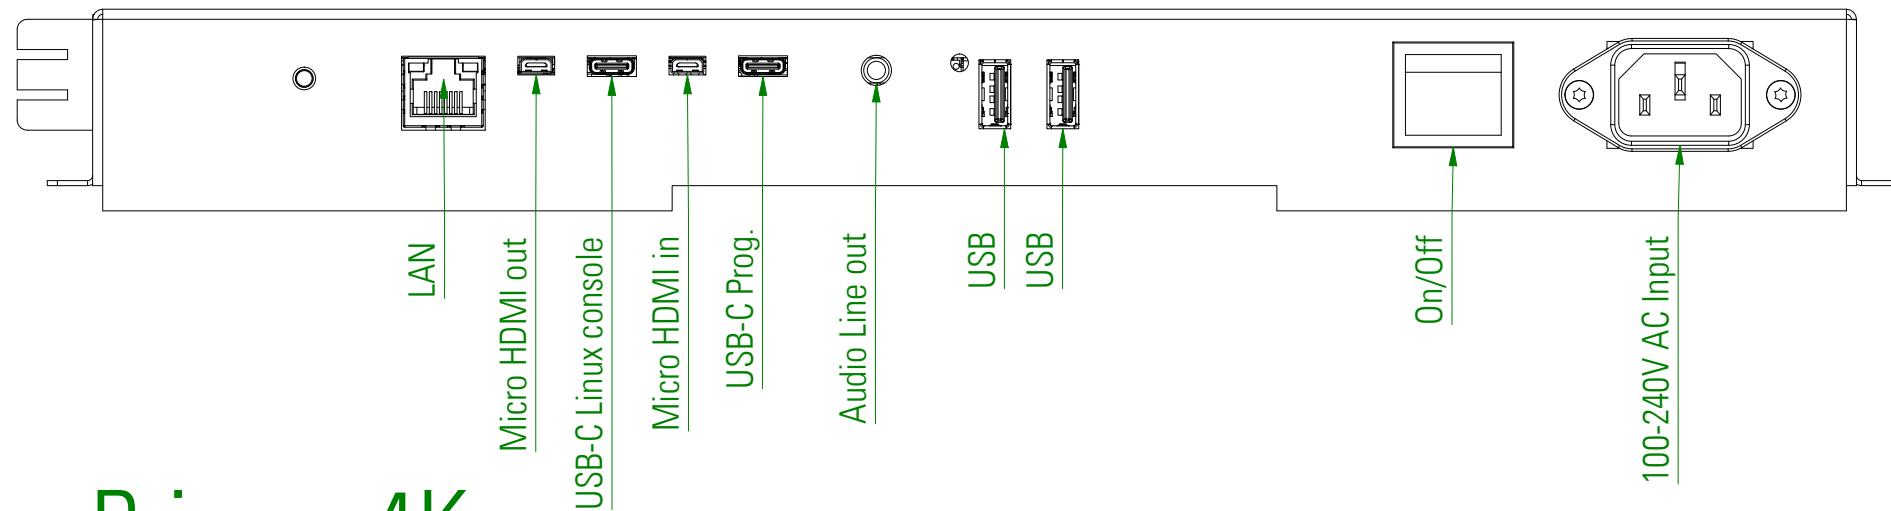 LAN
Micro HDMI out
USB-C Linux console
Micro HDMI in
USB-C Prog.
Audio Line out
USB
USB
On/Off
100-240V AC Input
4K